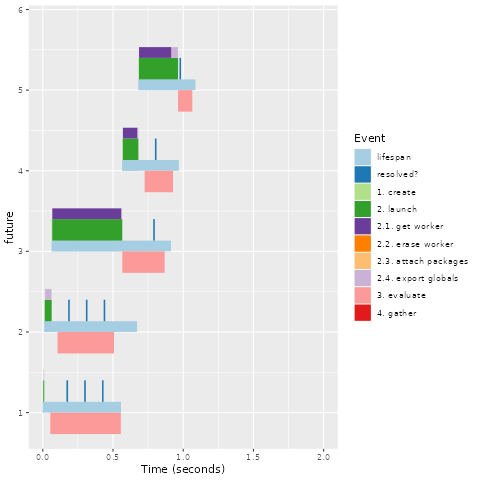 6
5
4
3
2
1
future
0.0 0.5 1.0 1.5 2.0
Time (seconds)
Event
lifespan
resolved?
1. create
2. launch
2.1. get worker
2.2. erase worker
2.3. attach packages
2.4. export globals
3. evaluate
4. gather